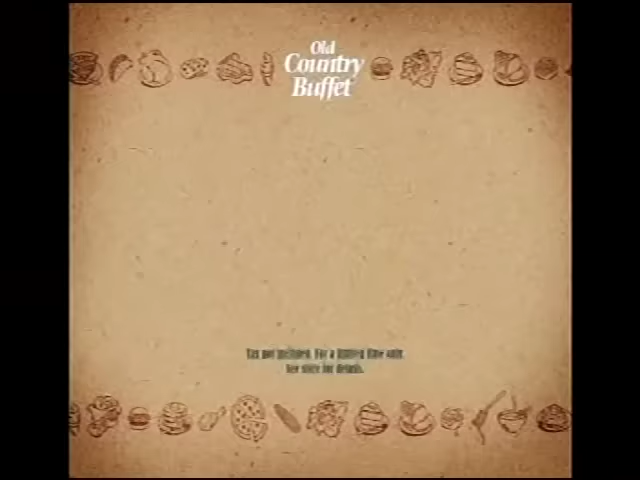 Old
Country
Buffet
Tax not included. For a limited time only.
See store for details.